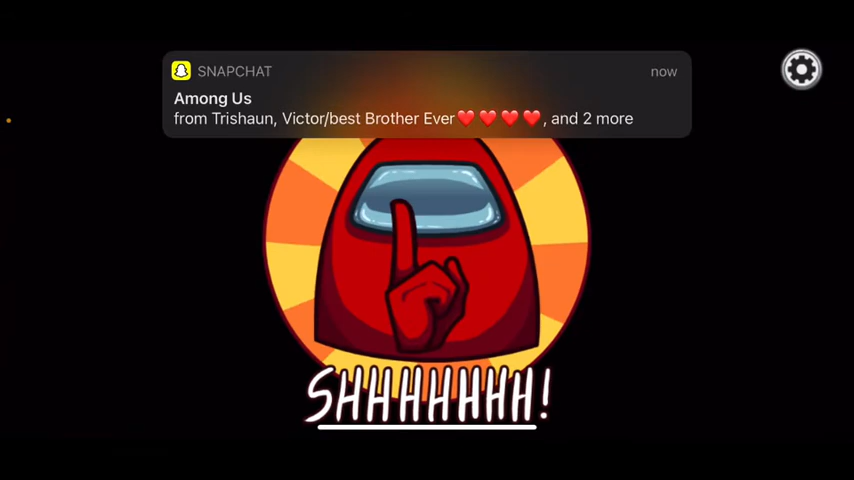 SNAPCHAT now
Among Us
from Trishaun, Victor/best Brother Ever❤️❤️❤️❤️, and 2 more
SHHHHHHH!